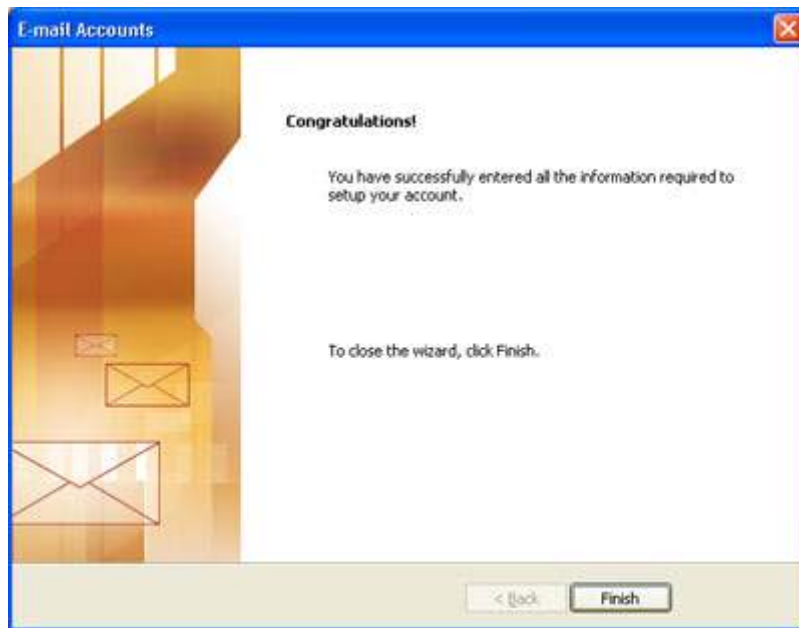 E-mail Accounts
Congratulations!
You have successfully entered all the information required to
setup your account.
To close the wizard, click Finish.
< Back
Finish